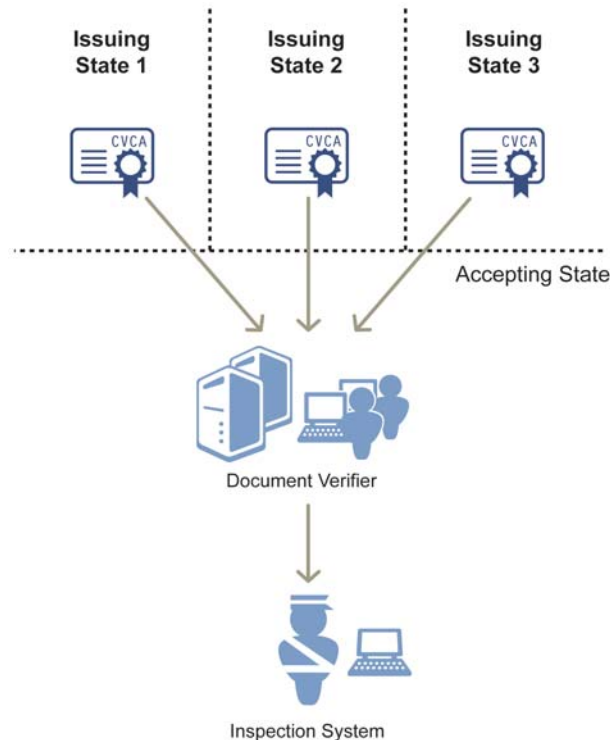 Issuing
State 1
Issuing
State 2
Issuing
State 3
CVCA
CVCA
CVCA
Accepting State
Document Verifier
Inspection System